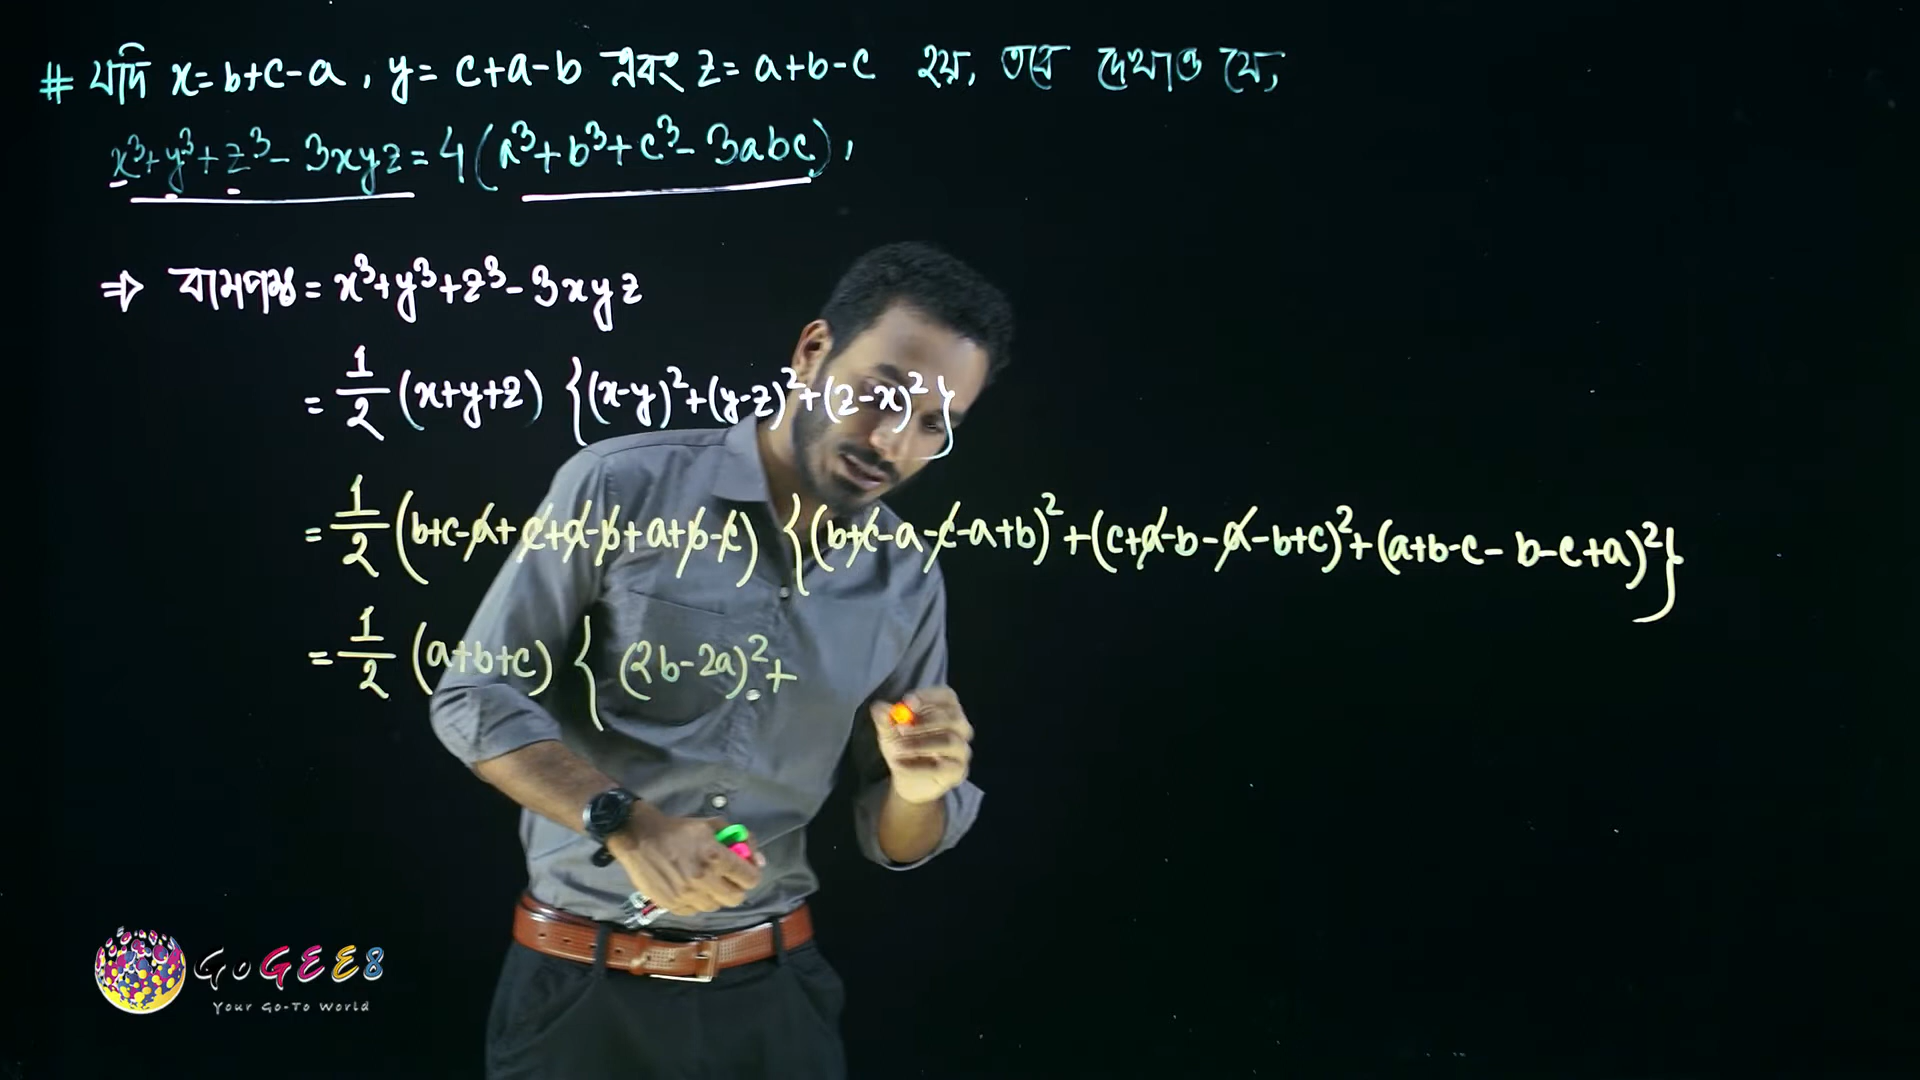 # যদি x = b+c-a, y = c+a-b এবং z = a+b-c হয়, তবে দেখাও যে,
x³+y³+z³-3xyz = 4(a³+b³+c³-3abc),
⇒ বামপক্ষ = x³+y³+z³-3xyz
= 1/2 (x+y+z) {(x-y)²+(y-z)²+(z-x)²}
= 1/2 (b+c-a+c+a-b+a+b-c) {(b+c-a-c-a+b)²+(c+a-b-a-b+c)²+(a+b-c-b-c+a)²}
= 1/2 (a+b+c) { (2b-2a)²+
GoGEE8
Your Go-To World